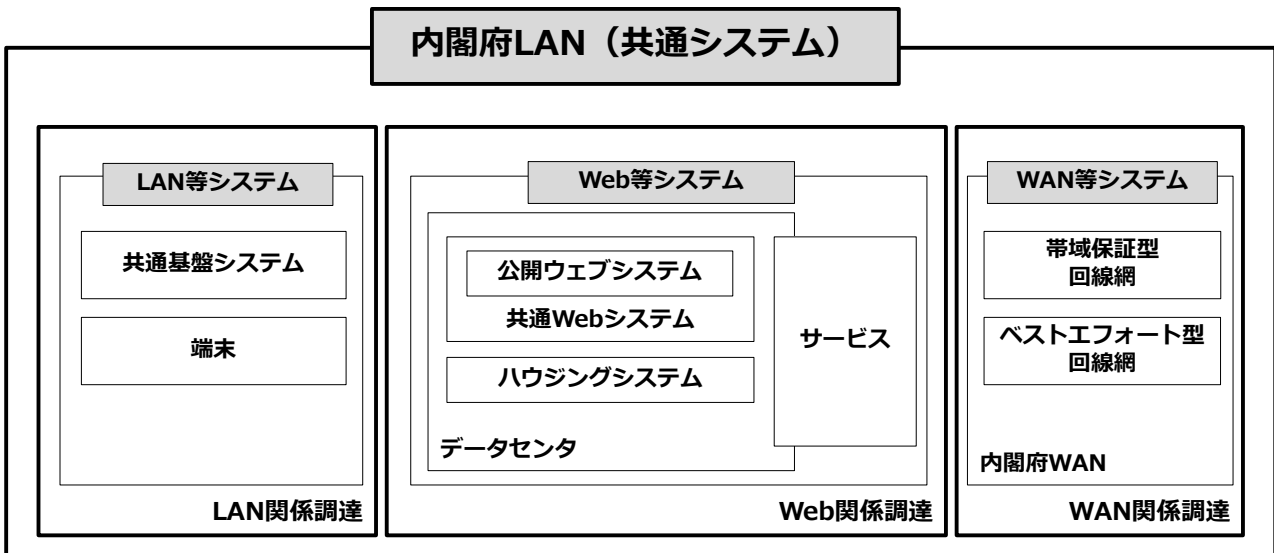 内閣府LAN（共通システム）
LAN等システム
共通基盤システム
端末
LAN関係調達
Web等システム
公開ウェブシステム
共通Webシステム
ハウジングシステム
データセンタ
サービス
Web関係調達
WAN等システム
帯域保証型
回線網
ベストエフォート型
回線網
内閣府WAN
WAN関係調達